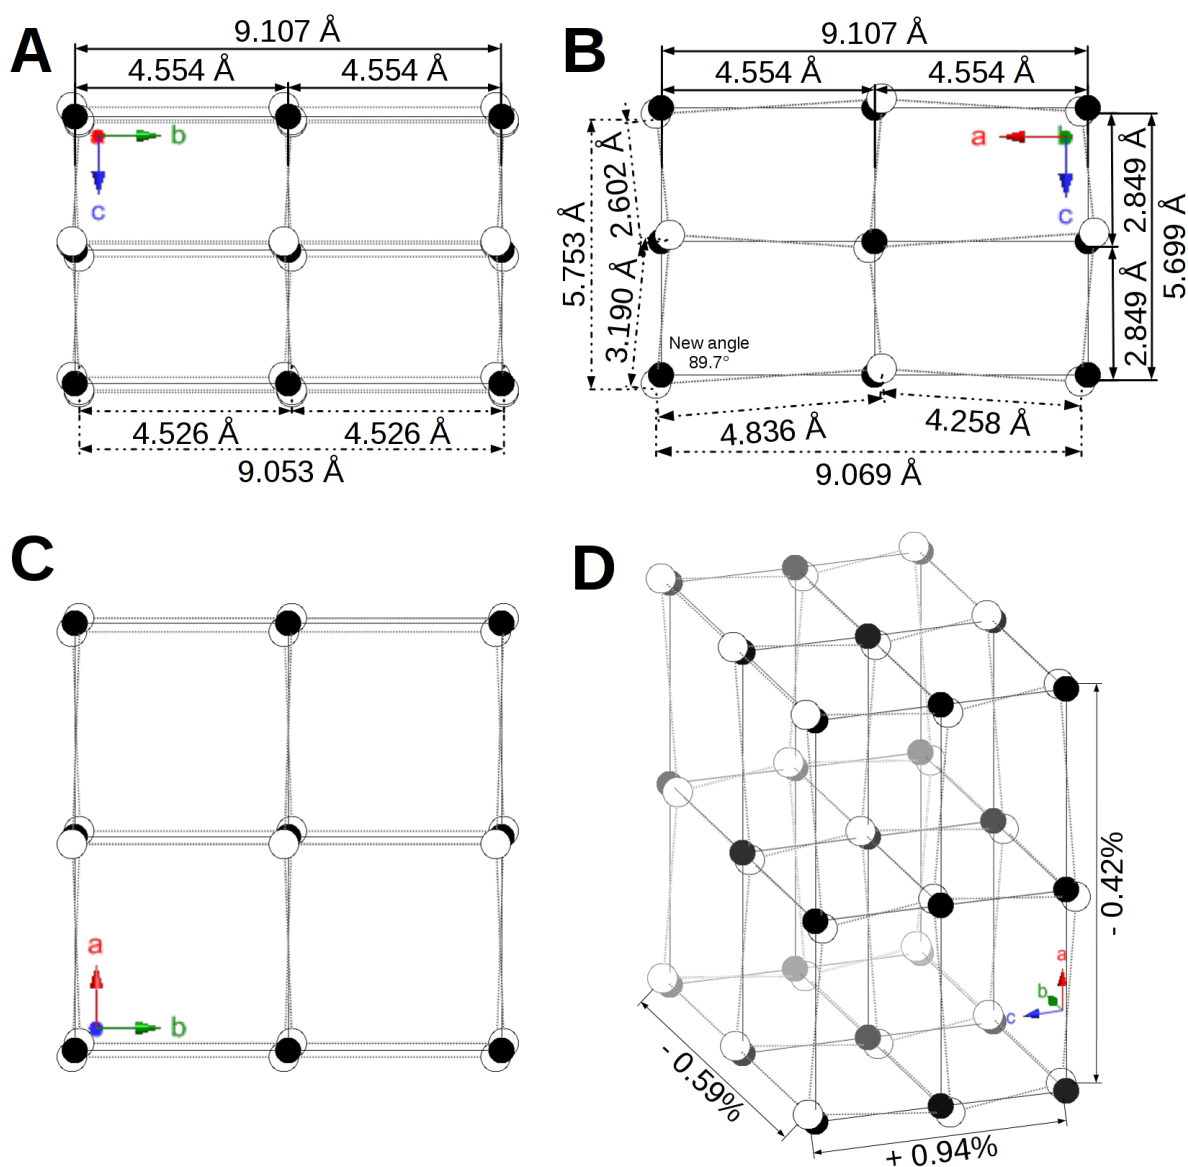 A
9.107 Å
4.554 Å 4.554 Å
b
c
4.526 Å 4.526 Å
9.053 Å
B
9.107 Å
4.554 Å 4.554 Å
a b
c
2.602 Å
5.753 Å
3.190 Å
2.849 Å
5.699 Å
2.849 Å
New angle
89.7°
4.836 Å 4.258 Å
9.069 Å
C
a
b
D
- 0.42%
a
b
c
- 0.59%
+ 0.94%